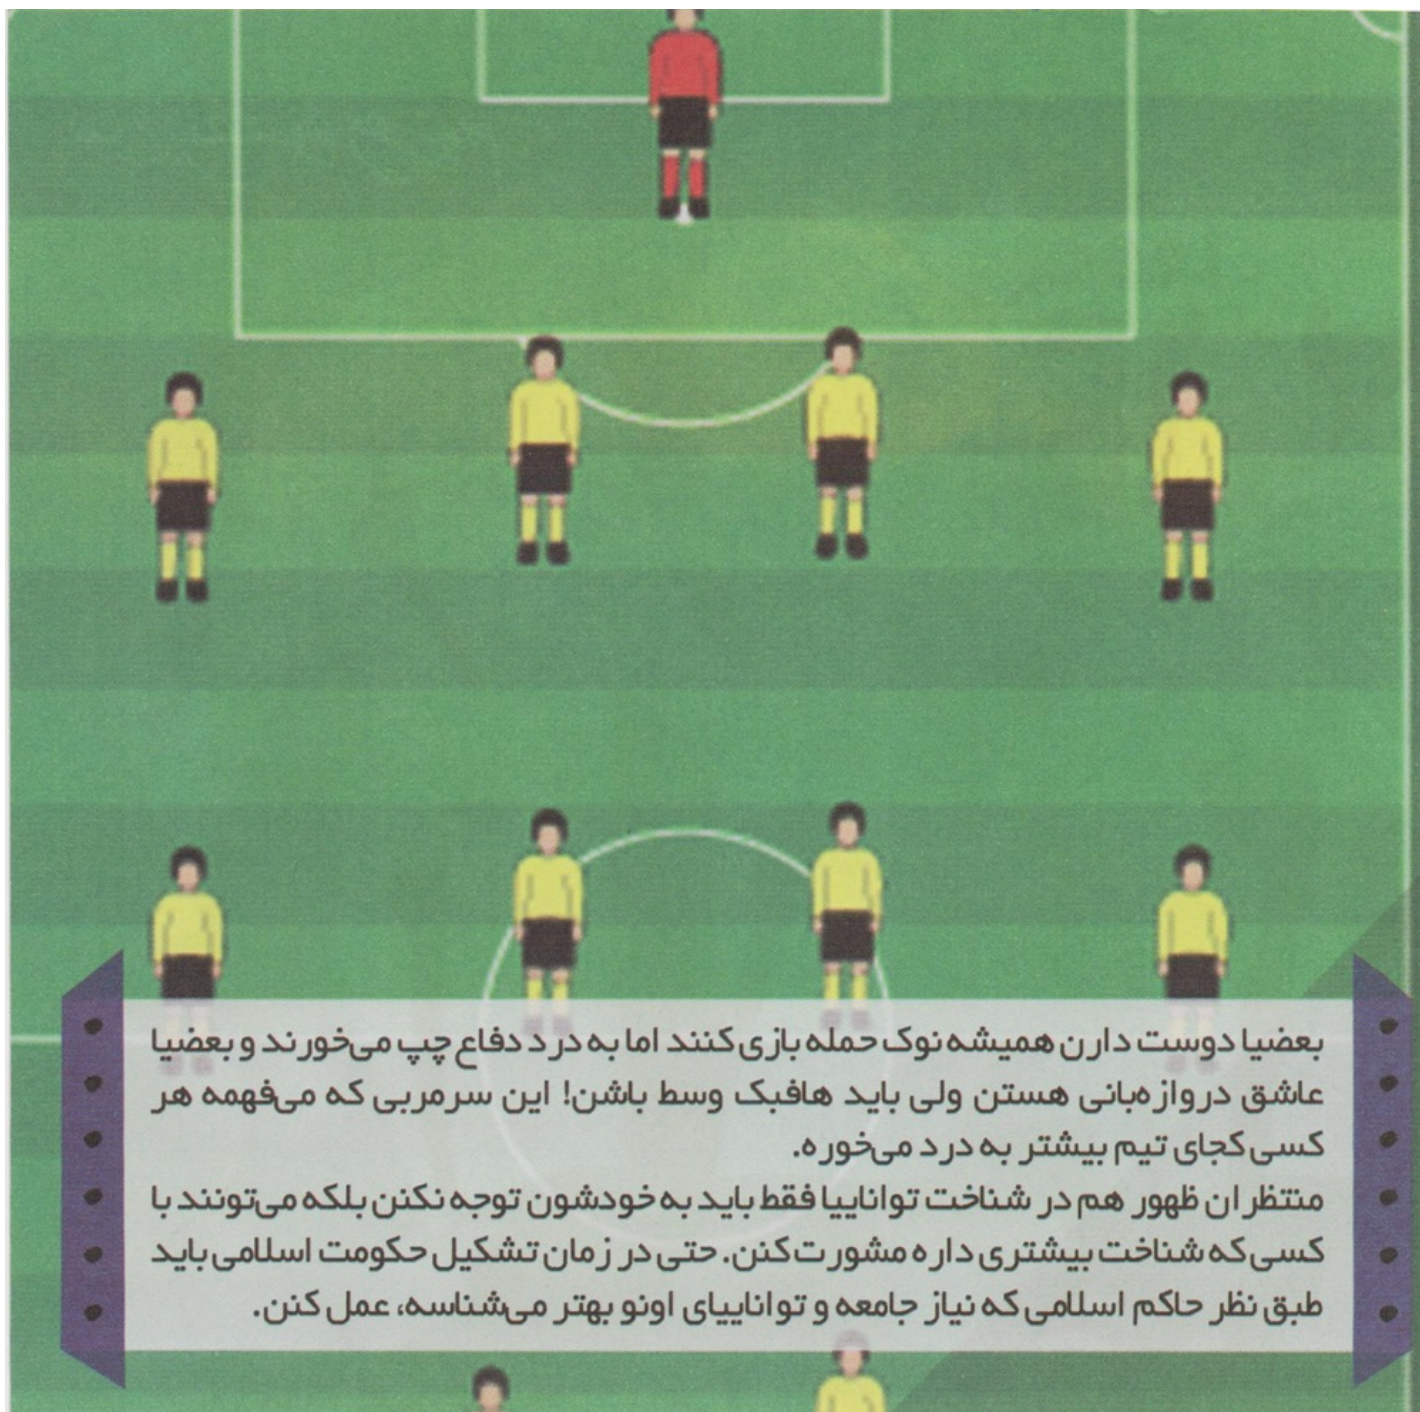 بعضیا دوست دارن همیشه نوک حمله بازی کنند اما به درد دفاع چپ می‌خورند و بعضیا
عاشق دروازه‌بانی هستن ولی باید هافبک وسط باشن! این سرمربی که می‌فهمه هر
کسی کجای تیم بیشتر به درد می‌خوره.
منتظران ظهور هم در شناخت تواناییا فقط باید به خودشون توجه نکنن بلکه می‌تونند با
کسی که شناخت بیشتری داره مشورت کنن. حتی در زمان تشکیل حکومت اسلامی باید
طبق نظر حاکم اسلامی که نیاز جامعه و تواناییای اونو بهتر می‌شناسه، عمل کنن.